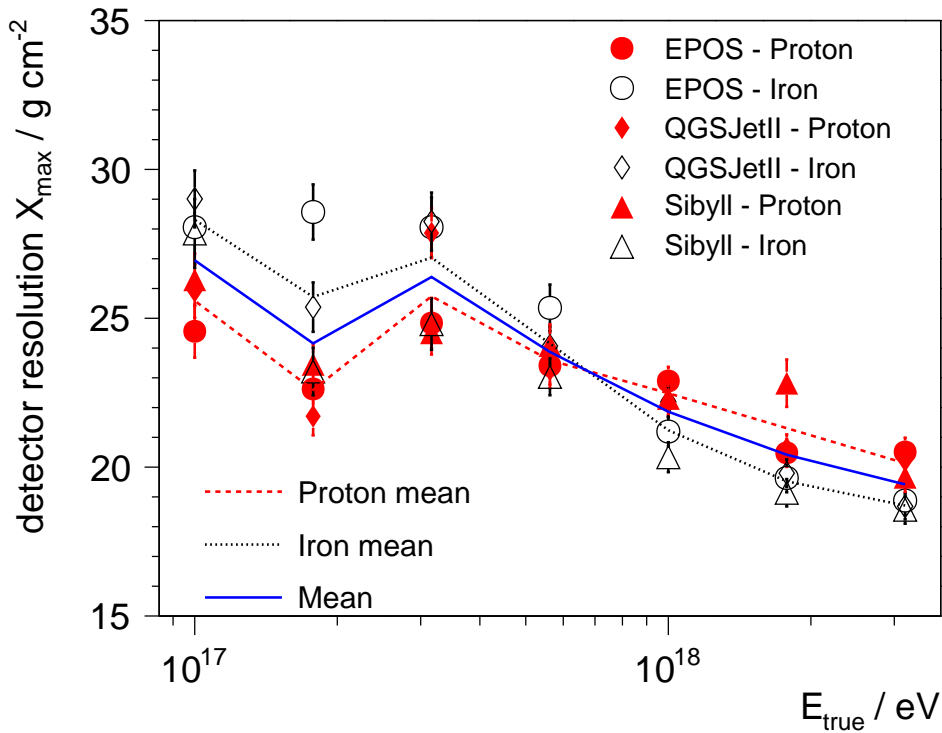 detector resolution X_max / g cm^-2
35
30
25
20
15
EPOS - Proton
EPOS - Iron
QGSJetII - Proton
QGSJetII - Iron
Sibyll - Proton
Sibyll - Iron
Proton mean
Iron mean
Mean
10^17
10^18
E_true / eV